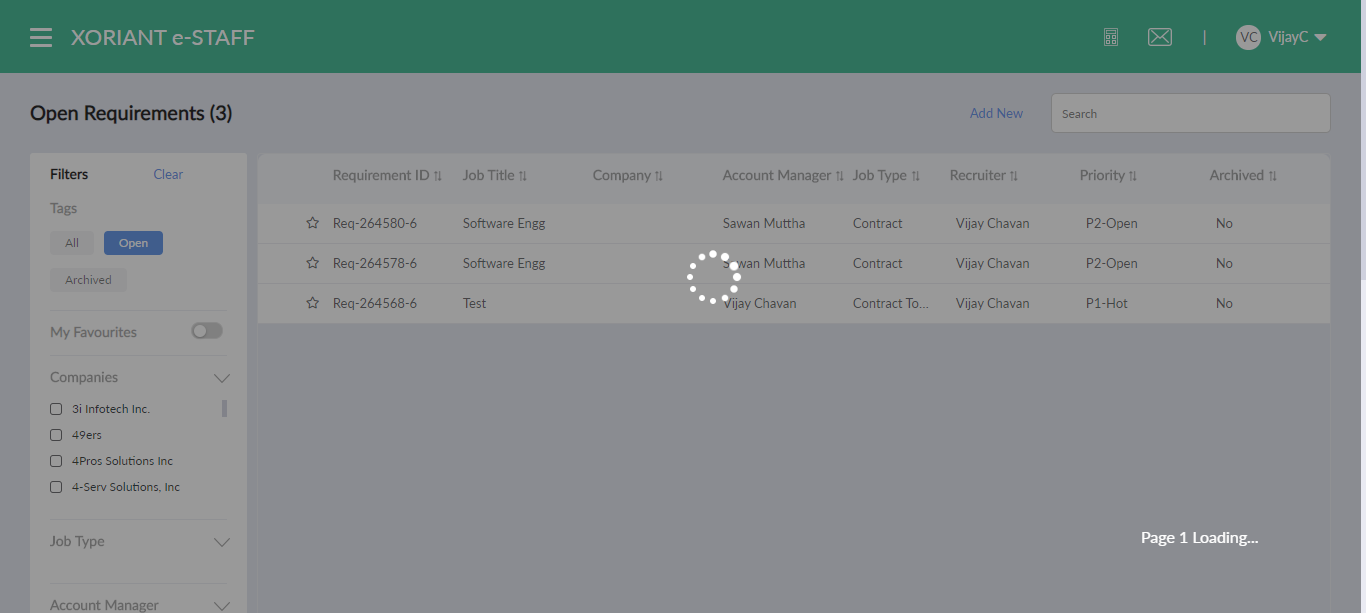 XORIANT e-STAFF
| VC VijayC
Open Requirements (3)
Add New
Search
Filters
Clear
Tags
All
Open
Archived
My Favourites
Companies
3i Infotech Inc.
49ers
4Pros Solutions Inc
4-Serv Solutions, Inc
Job Type
Account Manager
Requirement ID Job Title Company Account Manager Job Type Recruiter Priority Archived
Req-264580-6 Software Engg Sawan Muttha Contract Vijay Chavan P2-Open No
Req-264578-6 Software Engg Sawan Muttha Contract Vijay Chavan P2-Open No
Req-264568-6 Test Vijay Chavan Contract To... Vijay Chavan P1-Hot No
Page 1 Loading...